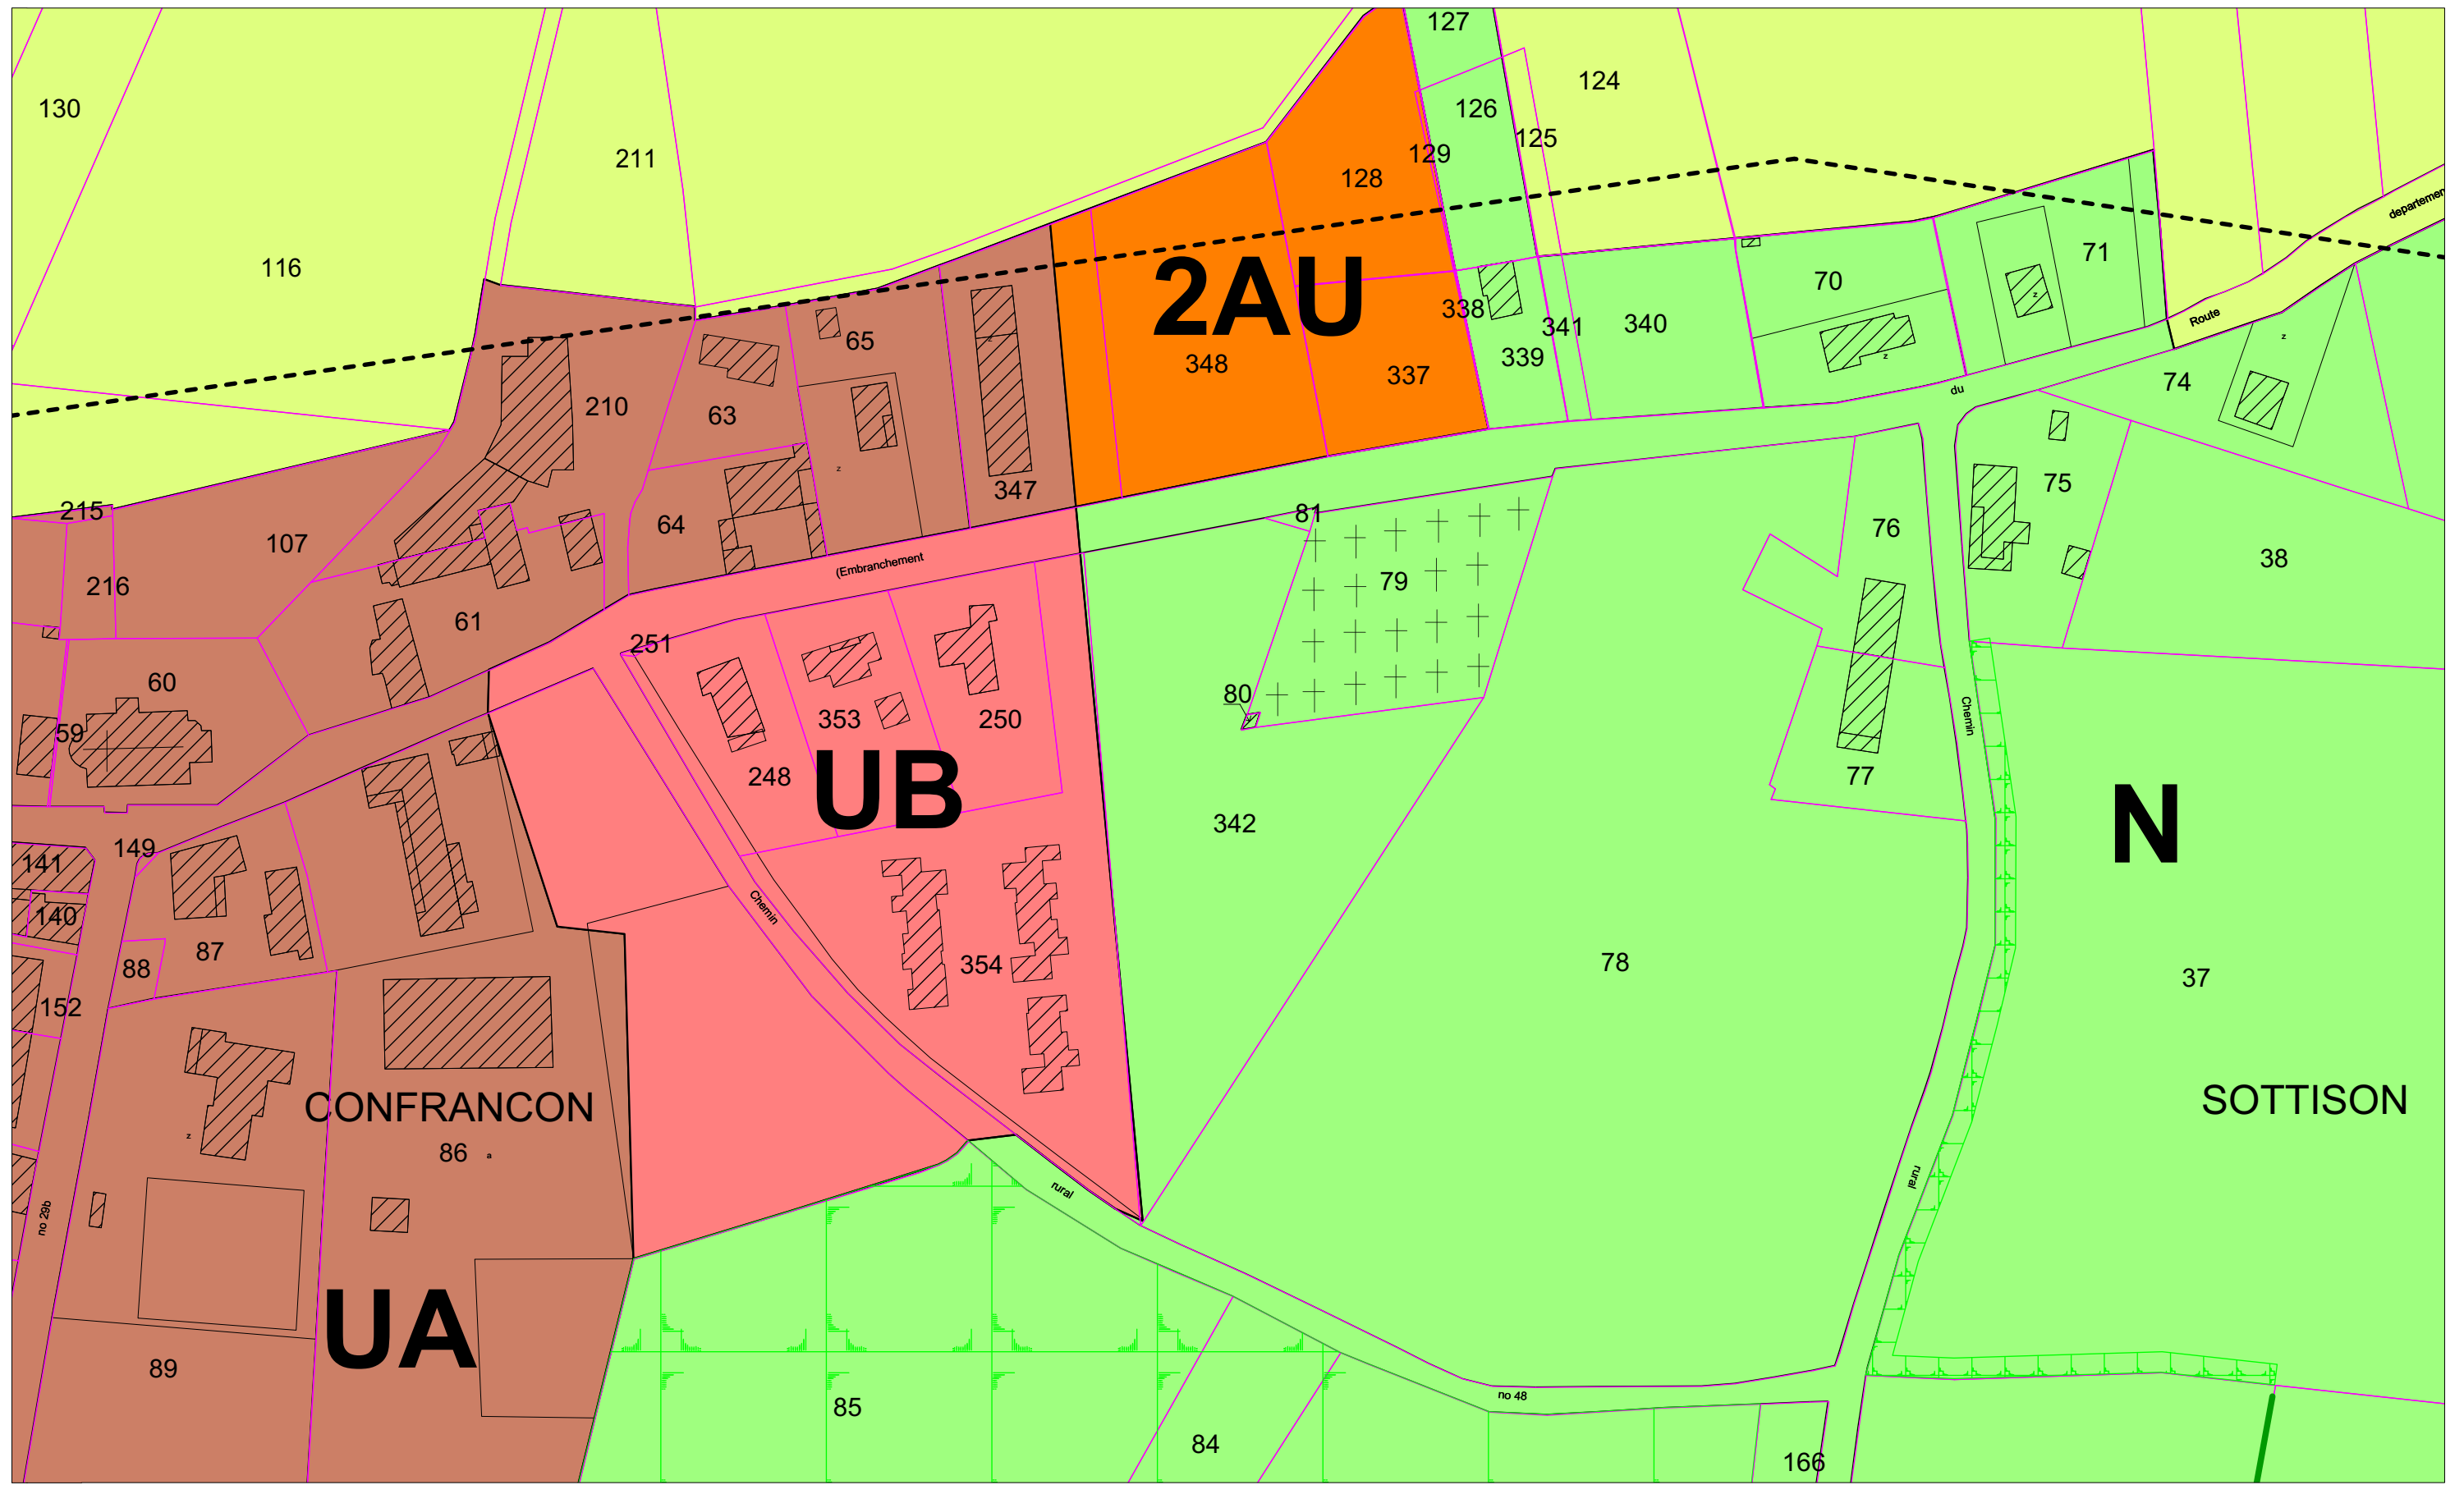 127
130
124
126
125
211
129
128
departemen
116
71
2AU
70
338
Route
341
340
65
339
348
337
74
du
z
z
z
z
210
63
z
75
347
215
81
64
76
107
(Embranchement
38
79
216
61
251
60
80
Chemin
353
250
59
248
UB
77
N
342
149
141
Chemin
140
87
78
354
88
37
152
CONFRANCON
SOTTISON
z
86
a
rural
rural
no 29b
UA
89
no 48
85
84
166